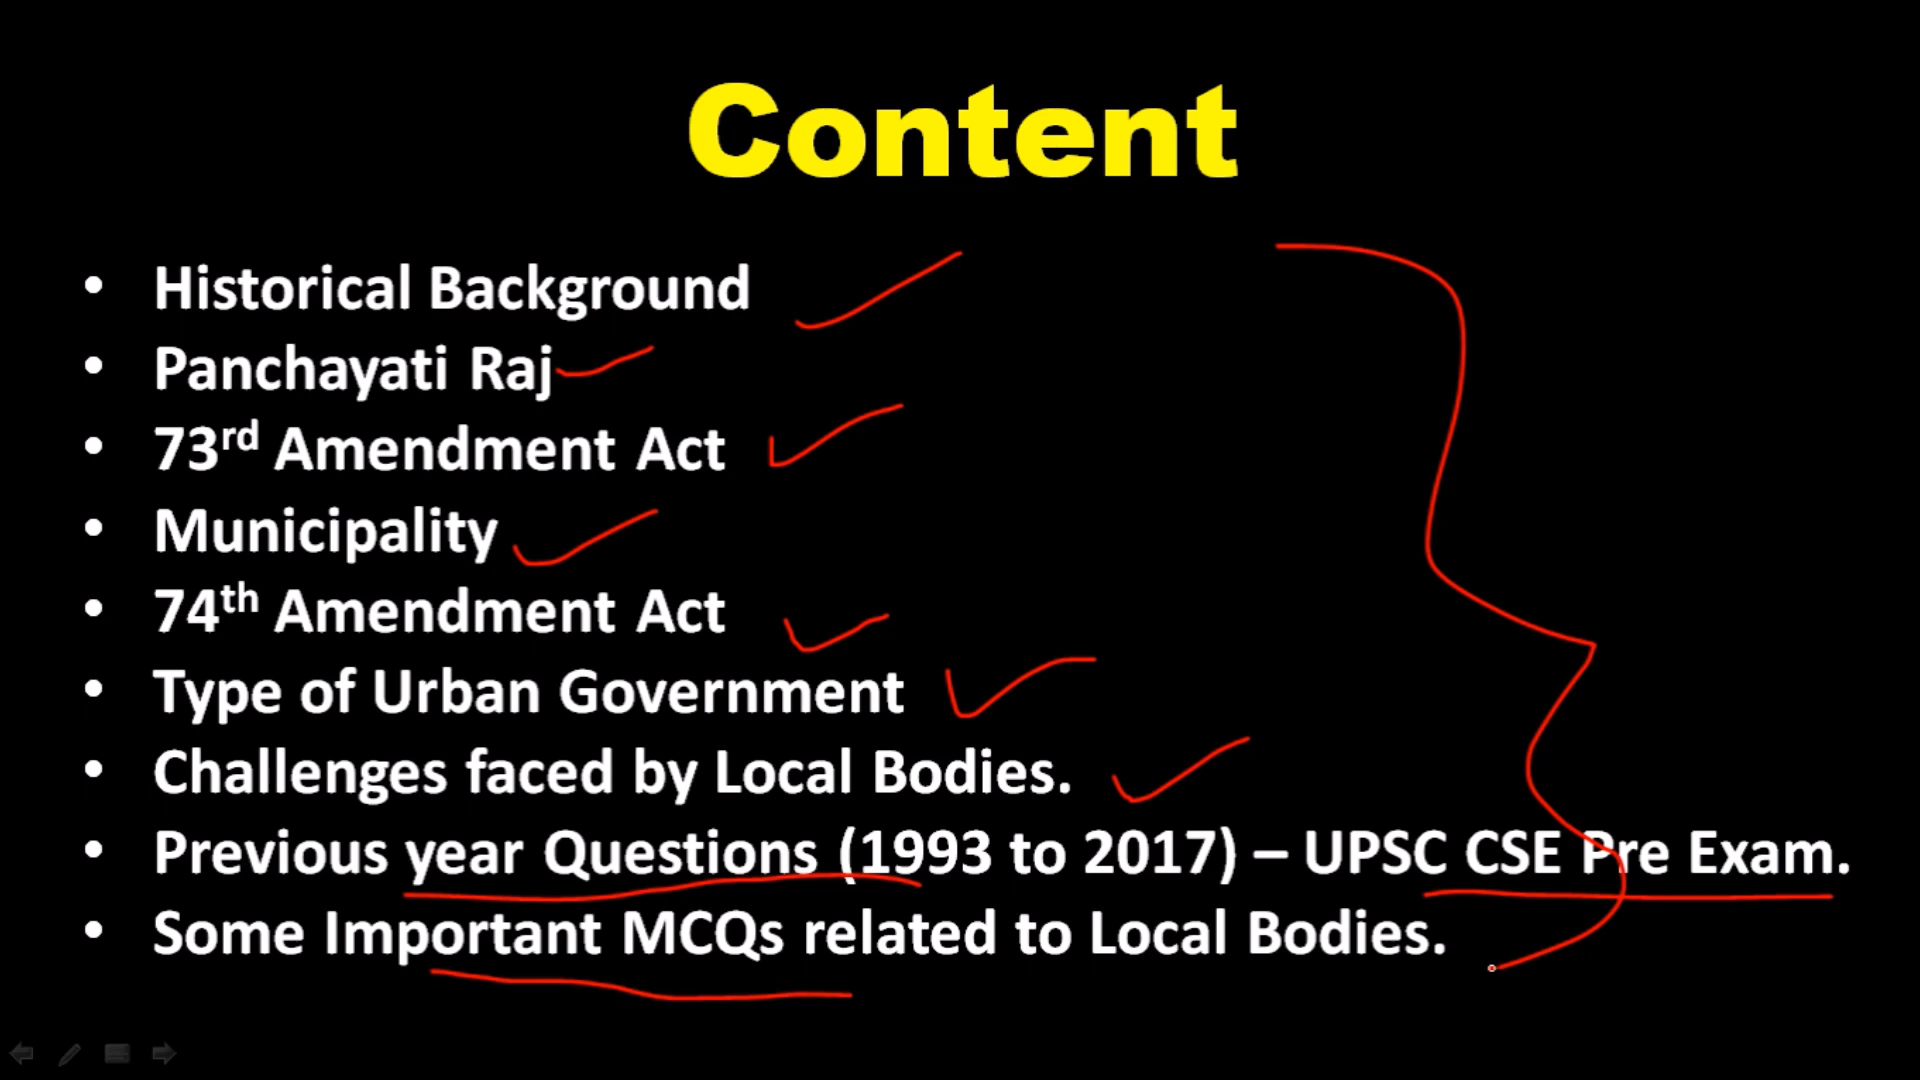 Content
• Historical Background
• Panchayati Raj
• 73rd Amendment Act
• Municipality
• 74th Amendment Act
• Type of Urban Government
• Challenges faced by Local Bodies.
• Previous year Questions (1993 to 2017) – UPSC CSE Pre Exam.
• Some Important MCQs related to Local Bodies.